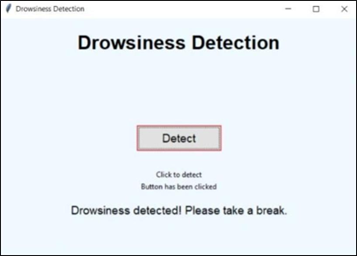 Drowsiness Detection
Drowsiness Detection
Detect
Click to detect
Button has been clicked
Drowsiness detected! Please take a break.